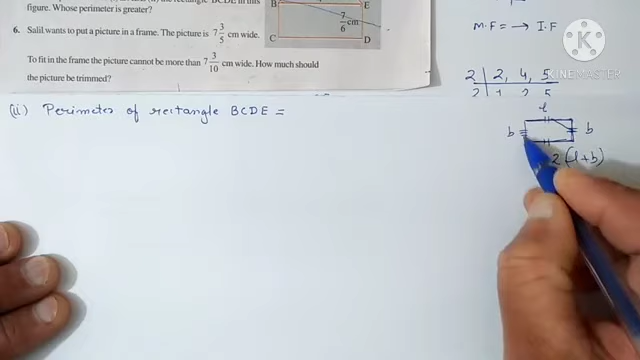 figure. Whose perimeter is greater?
B E
7/6 cm
C D
6. Salil wants to put a picture in a frame. The picture is 7 3/5 cm wide.
To fit in the frame the picture cannot be more than 7 3/10 cm wide. How much should
the picture be trimmed?
M.F = → I.F
KINEMASTER
2 | 2, 4, 5
2 | 1 2 5
(ii) Perimeter of rectangle BCDE =
l
b b
2 (l+b)